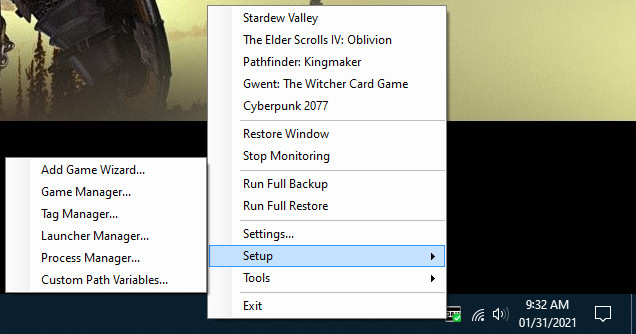 Stardew Valley
The Elder Scrolls IV: Oblivion
Pathfinder: Kingmaker
Gwent: The Witcher Card Game
Cyberpunk 2077
Restore Window
Stop Monitoring
Run Full Backup
Run Full Restore
Settings...
Setup
Tools
Exit
Add Game Wizard...
Game Manager...
Tag Manager...
Launcher Manager...
Process Manager...
Custom Path Variables...
9:32 AM
01/31/2021